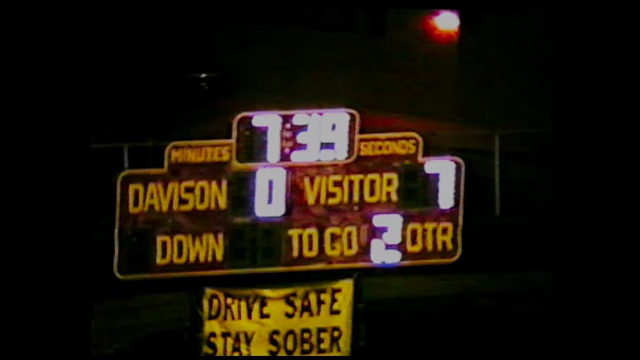 7:39
MINUTES SECONDS
DAVISON 0 VISITOR 7
DOWN TO GO 2 QTR
DRIVE SAFE
STAY SOBER